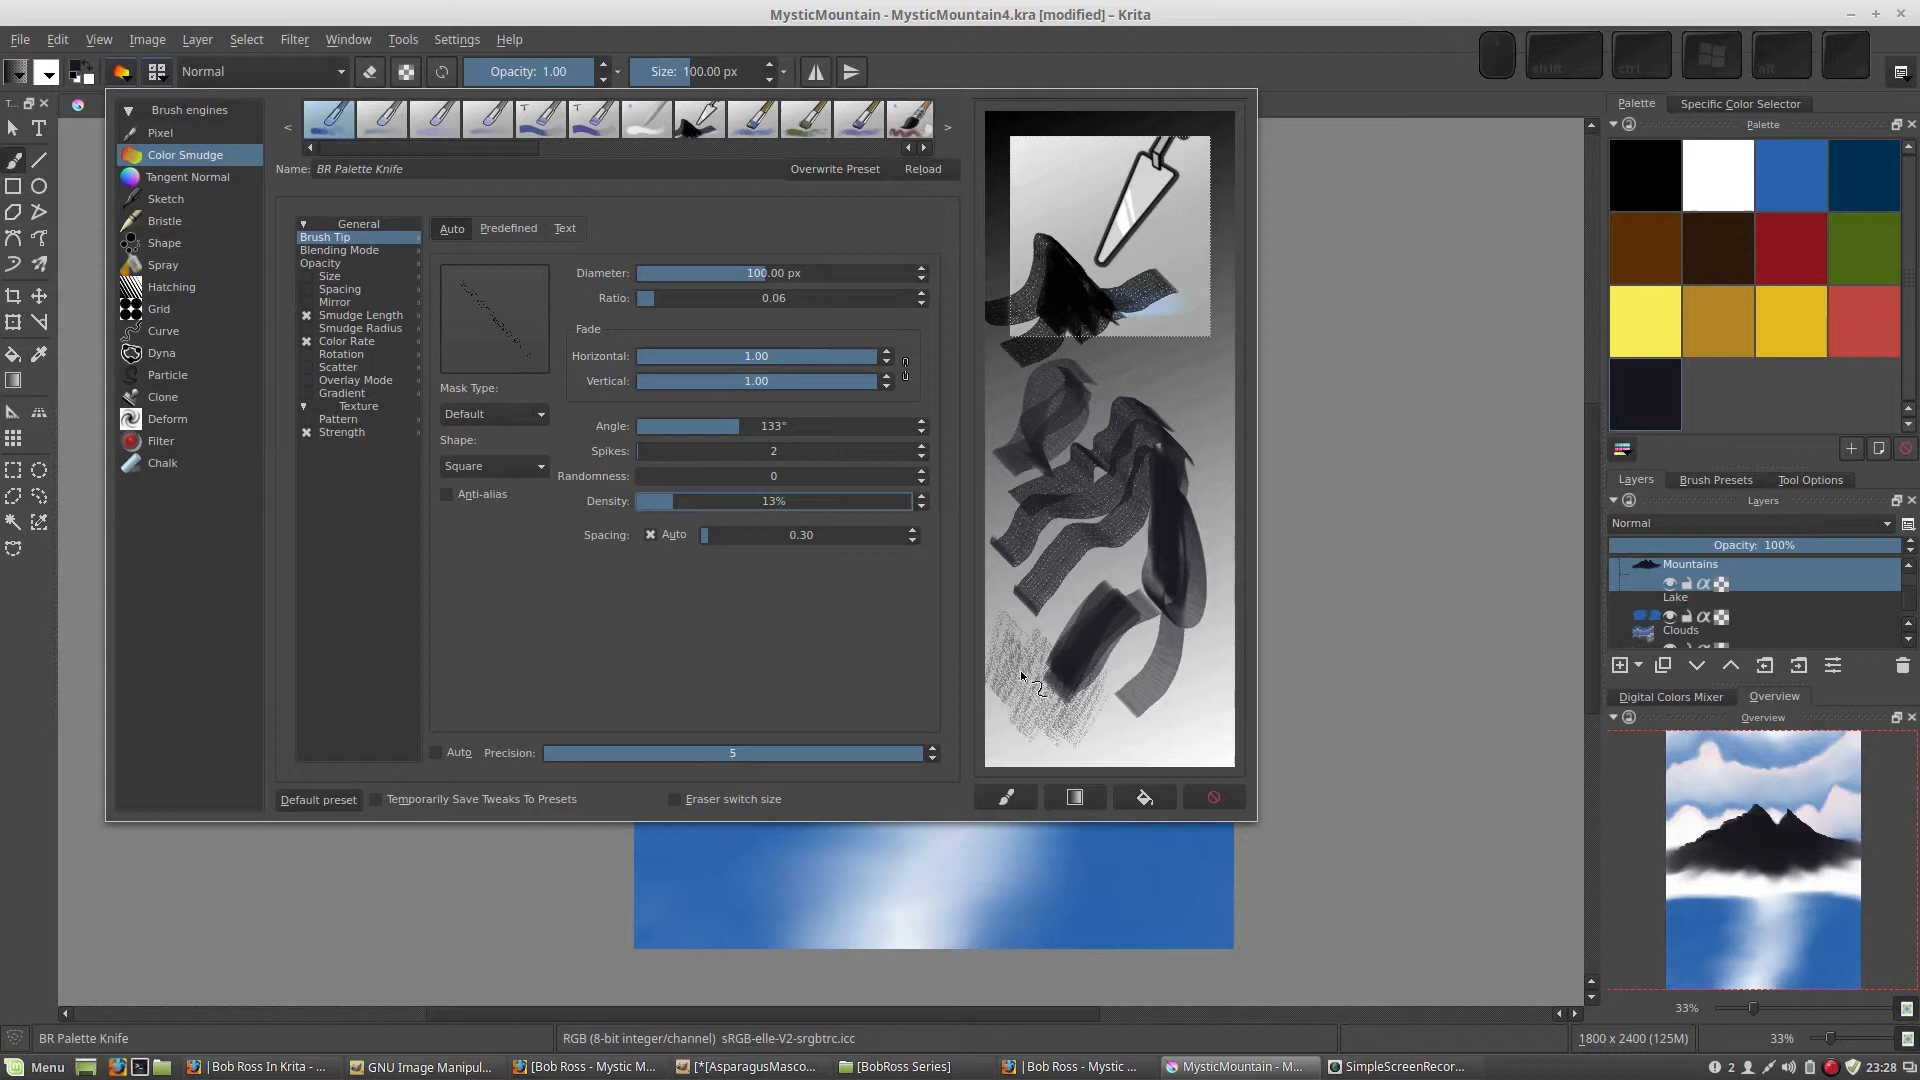 MysticMountain - MysticMountain4.kra [modified] – Krita
File Edit View Image Layer Select Filter Window Tools Settings Help
Normal Opacity: 1.00 Size: 100.00 px shift ctrl alt
T... Palette Specific Color Selector
Palette
Brush engines
Pixel
Color Smudge
Tangent Normal
Sketch
Bristle
Shape
Spray
Hatching
Grid
Curve
Dyna
Particle
Clone
Deform
Filter
Chalk
< T T >
Name: BR Palette Knife Overwrite Preset Reload
General
Brush Tip
Blending Mode
Opacity
Size
Spacing
Mirror
Smudge Length
Smudge Radius
Color Rate
Rotation
Scatter
Overlay Mode
Gradient
Texture
Pattern
Strength
Auto Predefined Text
Diameter: 100.00 px
Ratio: 0.06
Fade
Horizontal: 1.00
Vertical: 1.00
Mask Type:
Default
Shape:
Square
Anti-alias
Angle: 133°
Spikes: 2
Randomness: 0
Density: 13%
Spacing: Auto 0.30
Auto Precision: 5
Default preset Temporarily Save Tweaks To Presets Eraser switch size
Layers Brush Presets Tool Options
Layers
Normal
Opacity: 100%
Mountains
Lake
Clouds
Digital Colors Mixer Overview
Overview
33%
BR Palette Knife RGB (8-bit integer/channel) sRGB-elle-V2-srgbtrc.icc 1800 x 2400 (125M) 33%
Menu | Bob Ross In Krita - ... GNU Image Manipul... [Bob Ross - Mystic M... [*[AsparagusMasco... [BobRoss Series] | Bob Ross - Mystic ... MysticMountain - M... SimpleScreenRecor... 2 23:28